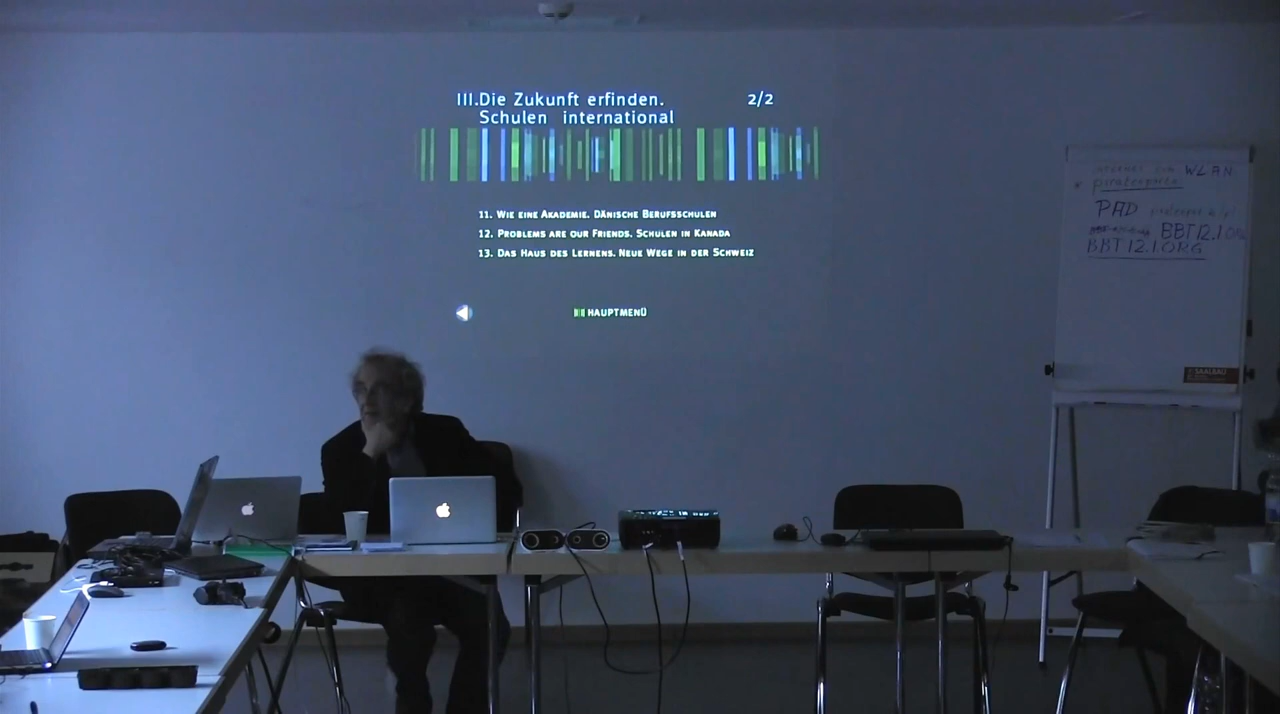 III.Die Zukunft erfinden. 2/2
Schulen international
11. Wie eine Akademie. Dänische Berufsschulen
12. Problems are our Friends. Schulen in Kanada
13. Das Haus des Lernens. Neue Wege in der Schweiz
HAUPTMENÜ
WLAN
piratenpartei
PAD
BBT12.1.ORG
BBT12.1.ORG
SAALBAU